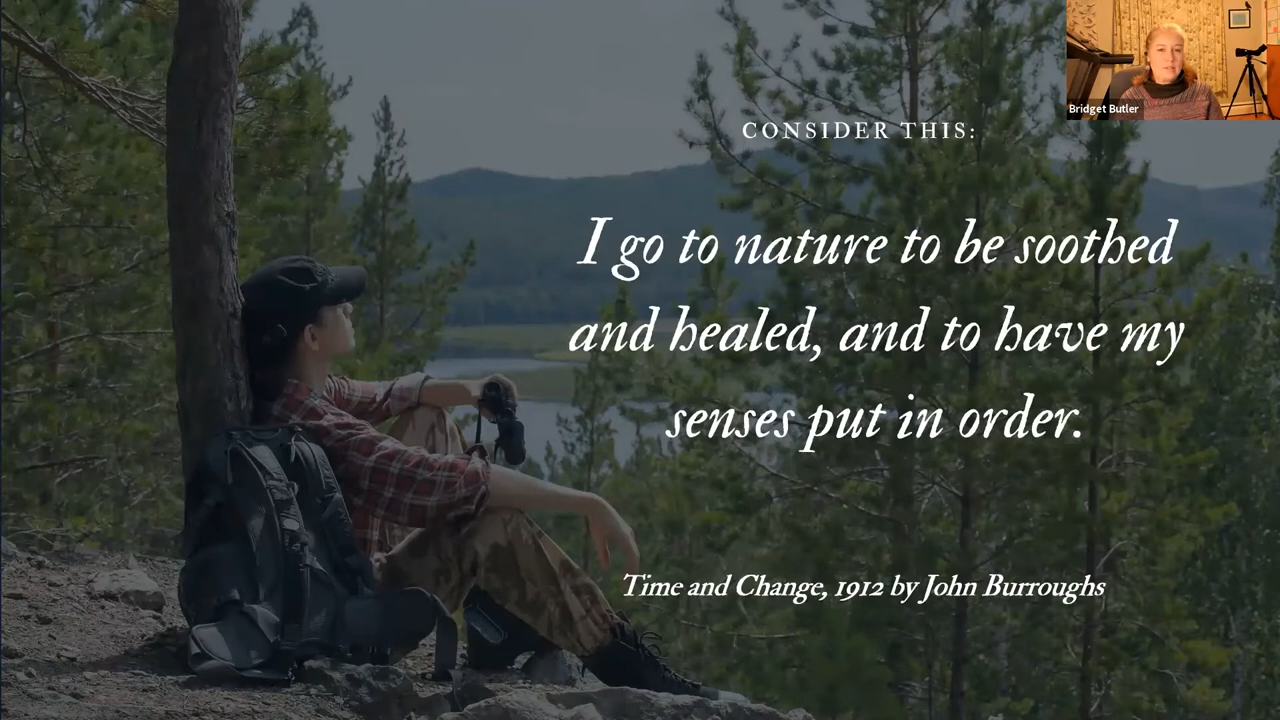 Bridget Butler
CONSIDER THIS:
I go to nature to be soothed
and healed, and to have my
senses put in order.
Time and Change, 1912 by John Burroughs